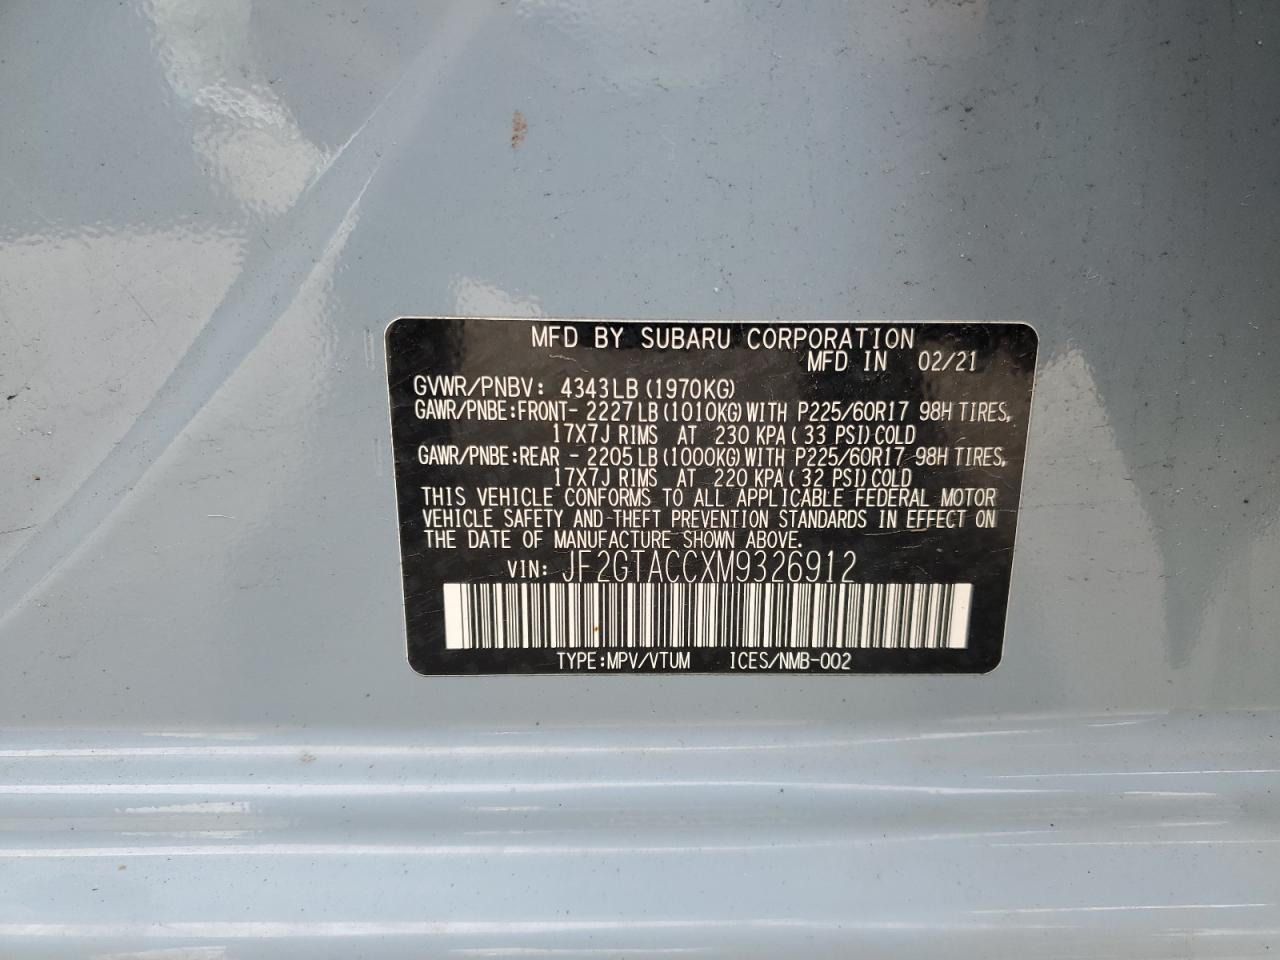 MFD BY SUBARU CORPORATION
MFD IN 02/21
GVWR/PNBV: 4343LB (1970KG)
GAWR/PNBE:FRONT- 2227LB (1010KG) WITH P225/60R17 98H TIRES,
17X7J RIMS AT 230 KPA ( 33 PSI) COLD
GAWR/PNBE:REAR - 2205LB (1000KG) WITH P225/60R17 98H TIRES,
17X7J RIMS AT 220 KPA ( 32 PSI) COLD
THIS VEHICLE CONFORMS TO ALL APPLICABLE FEDERAL MOTOR
VEHICLE SAFETY AND THEFT PREVENTION STANDARDS IN EFFECT ON
THE DATE OF MANUFACTURE SHOWN ABOVE.
VIN: JF2GTACCXM9326912
TYPE:MPV/VTUM ICES/NMB-002